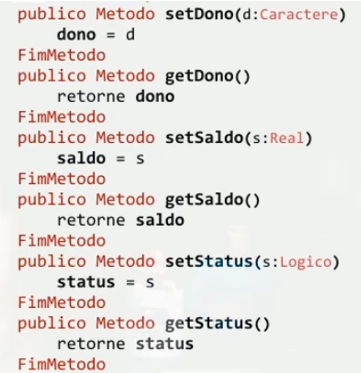 publico Metodo setDono(d:Caractere)
dono = d
FimMetodo
publico Metodo getDono()
retorne dono
FimMetodo
publico Metodo setSaldo(s:Real)
saldo = s
FimMetodo
publico Metodo getSaldo()
retorne saldo
FimMetodo
publico Metodo setStatus(s:Logico)
status = s
FimMetodo
publico Metodo getStatus()
retorne status
FimMetodo